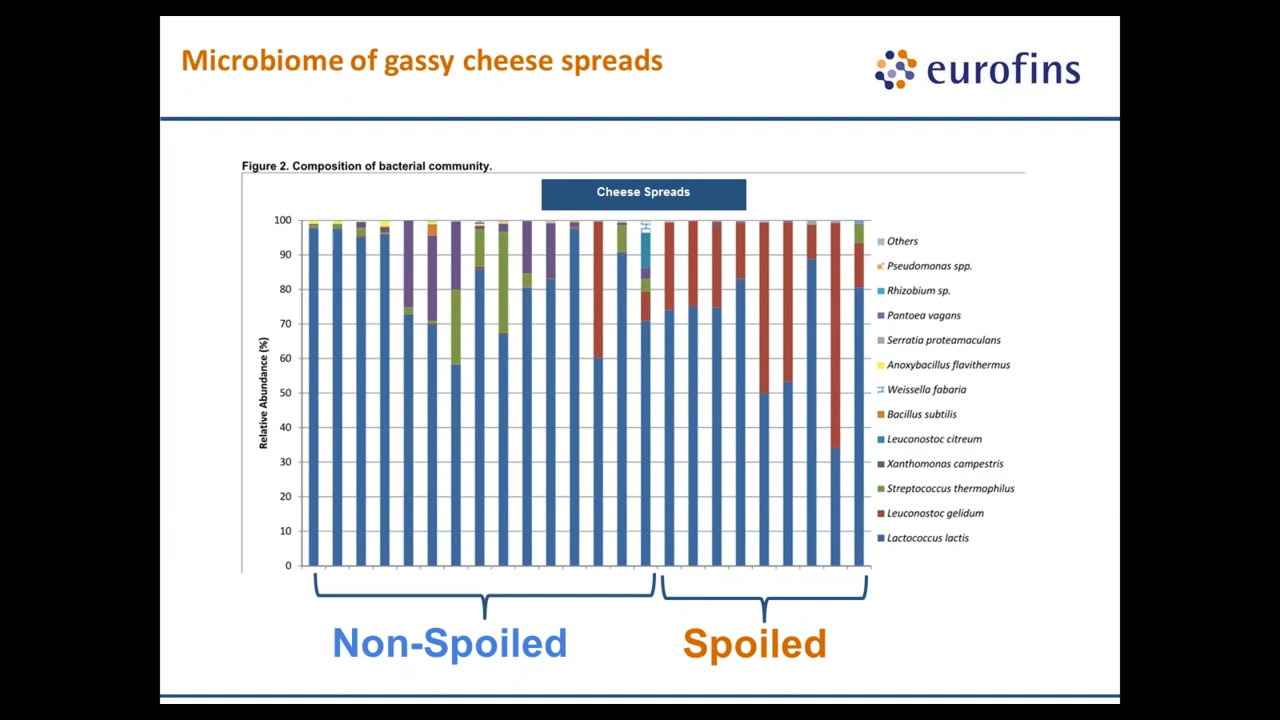 Microbiome of gassy cheese spreads
eurofins
Figure 2. Composition of bacterial community.
Cheese Spreads
Relative Abundance (%)
100
90
80
70
60
50
40
30
20
10
0
Others
Pseudomonas spp.
Rhizobium sp.
Pantoea vagans
Serratia proteamaculans
Anoxybacillus flavithermus
Weissella fabaria
Bacillus subtilis
Leuconostoc citreum
Xanthomonas campestris
Streptococcus thermophilus
Leuconostoc gelidum
Lactococcus lactis
Non-Spoiled
Spoiled